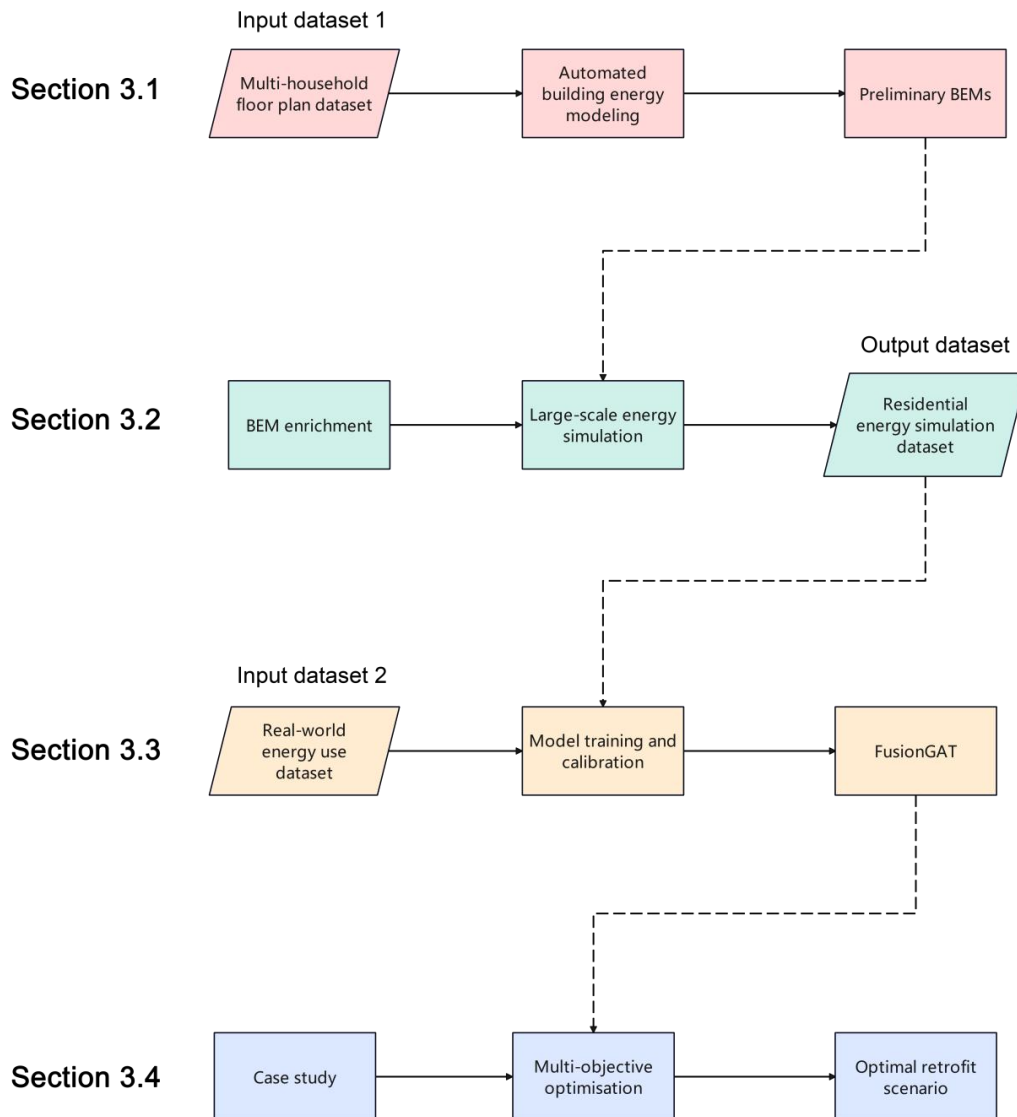 Input dataset 1
Section 3.1
Multi-household
floor plan dataset
Automated
building energy
modeling
Preliminary BEMs
Output dataset
Section 3.2
BEM enrichment
Large-scale energy
simulation
Residential
energy simulation
dataset
Input dataset 2
Section 3.3
Real-world
energy use
dataset
Model training and
calibration
FusionGAT
Section 3.4
Case study
Multi-objective
optimisation
Optimal retrofit
scenario